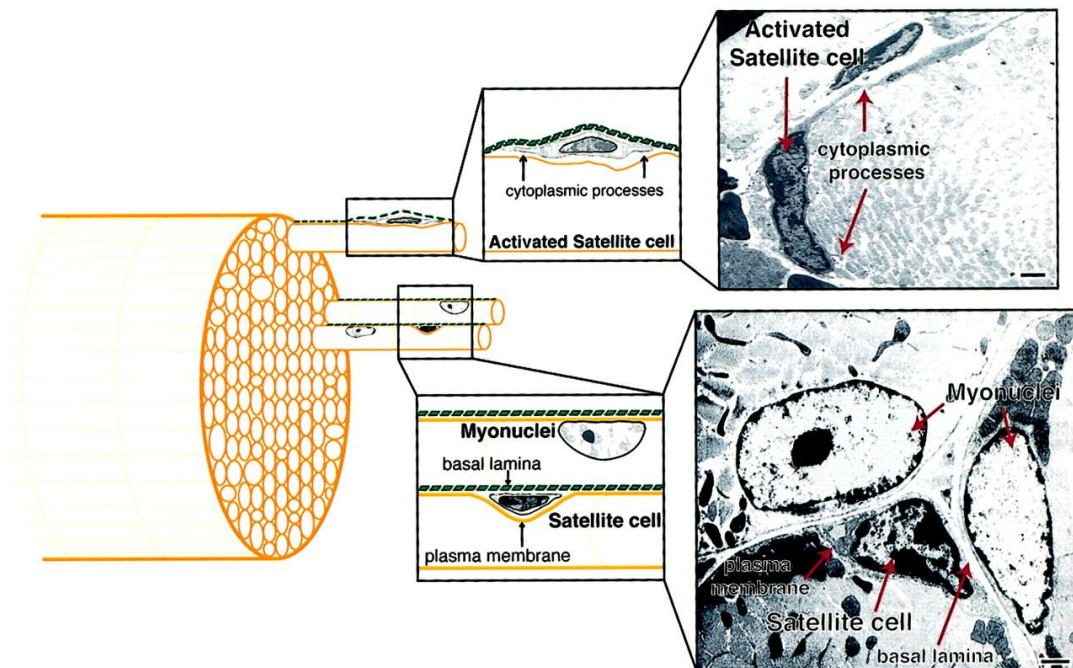 Activated
Satellite cell
cytoplasmic
processes
cytoplasmic processes
Activated Satellite cell
Myonuclei
basal lamina
Satellite cell
plasma membrane
Myonuclei
plasma
membrane
Satellite cell
basal lamina